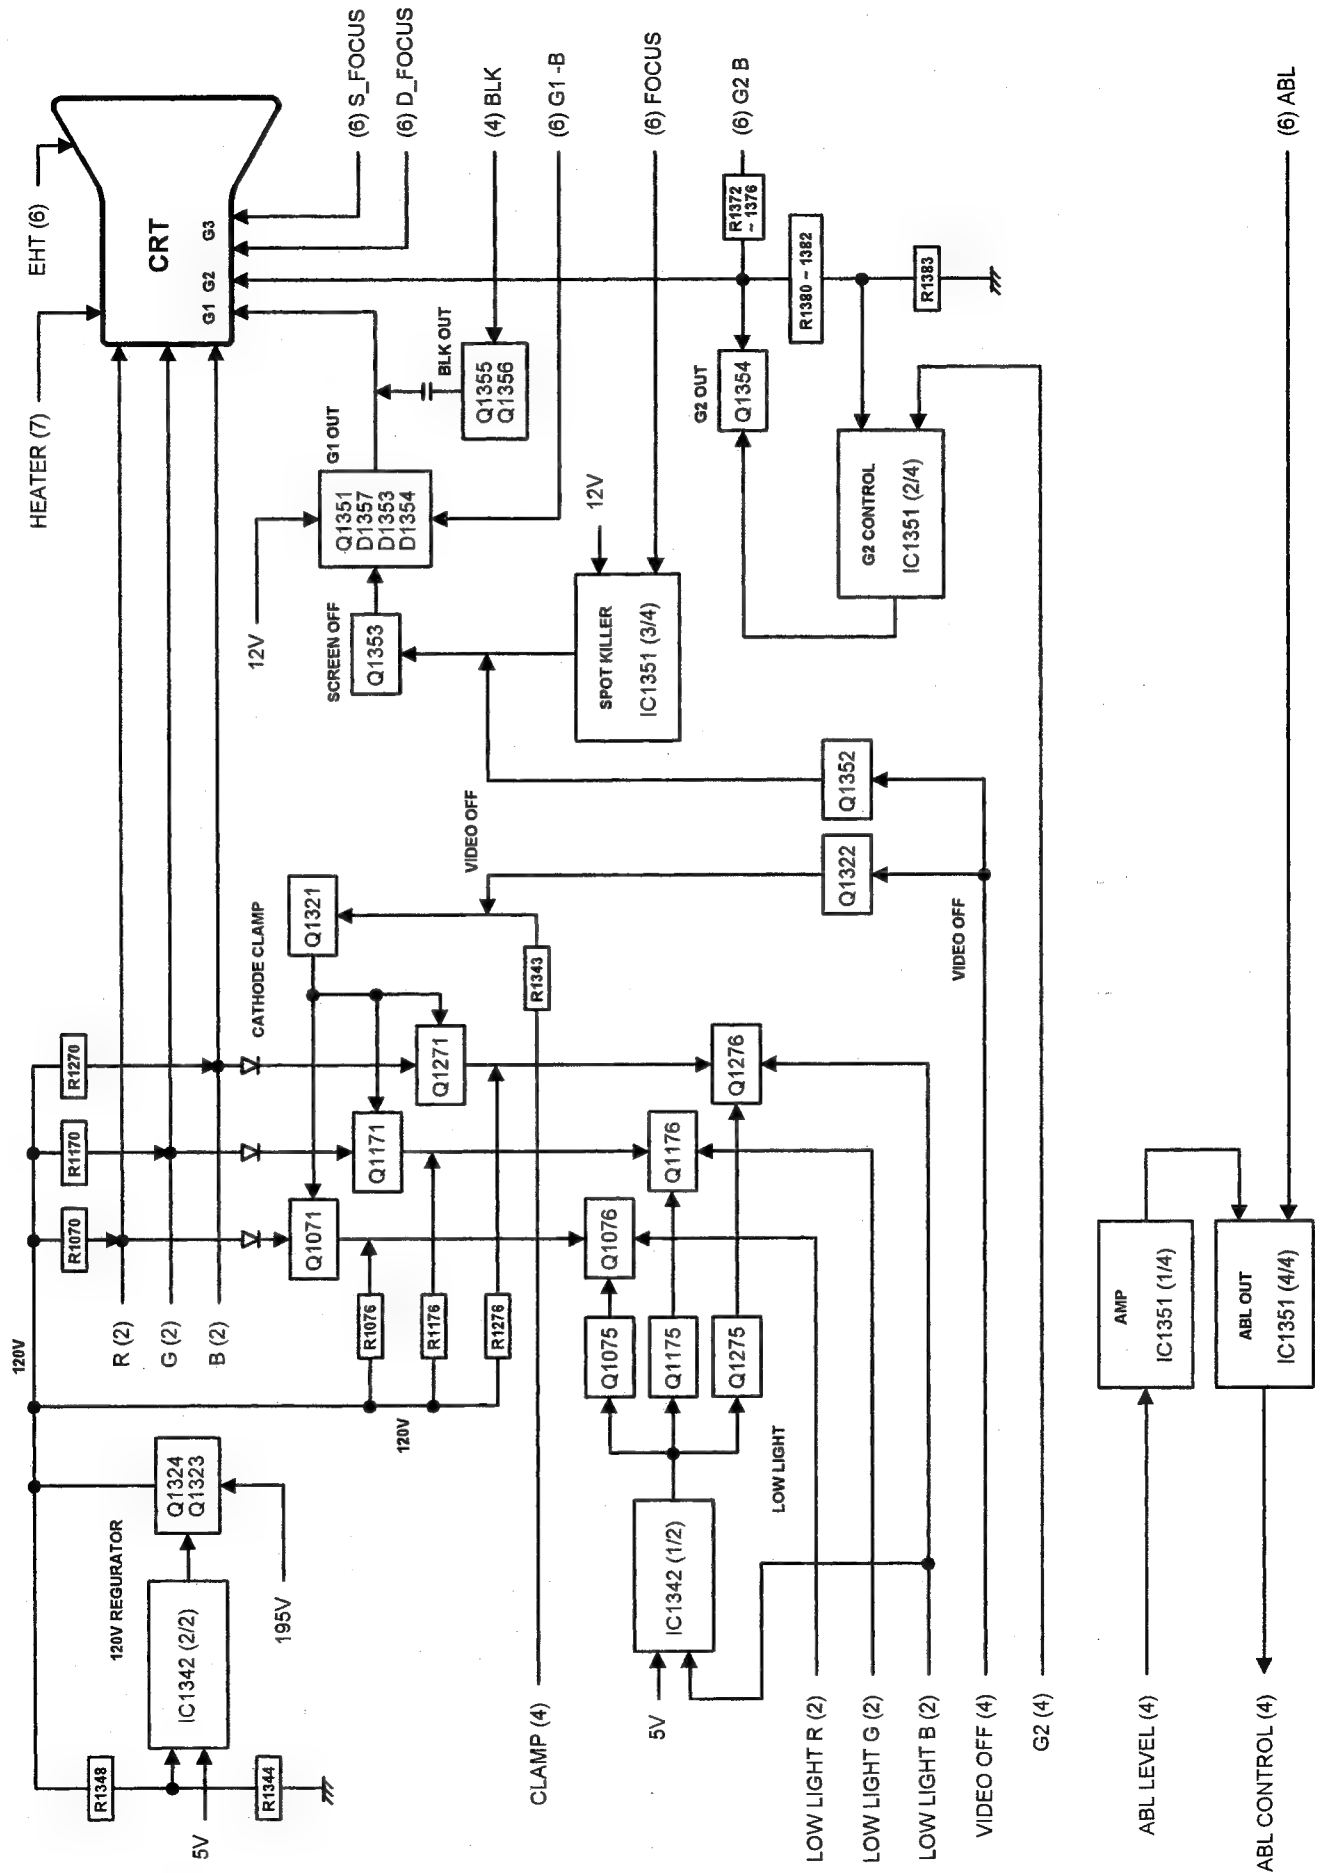 120V
R1348
R1344
5V
IC1342 (2/2)
120V REGURATOR
Q1324
Q1323
195V
R (2)
G (2)
B (2)
R1070
R1170
R1270
CATHODE CLAMP
Q1071
Q1171
Q1271
Q1321
R1343
CLAMP (4)
VIDEO OFF
120V
R1076
R1176
R1276
HEATER (7)
EHT (6)
CRT
G1
G2
G3
(6) S_FOCUS
(6) D_FOCUS
(4) BLK
(6) G1 -B
(6) FOCUS
(6) G2 B
12V
SCREEN OFF
Q1353
G1 OUT
Q1351
D1357
D1353
D1354
BLK OUT
Q1355
Q1356
12V
SPOT KILLER
IC1351 (3/4)
G2 OUT
Q1354
R1372
~ 1376
R1380 ~ 1382
R1383
G2 CONTROL
IC1351 (2/4)
Q1352
Q1322
VIDEO OFF
5V
IC1342 (1/2)
LOW LIGHT
Q1075
Q1175
Q1275
Q1076
Q1176
Q1276
LOW LIGHT R (2)
LOW LIGHT G (2)
LOW LIGHT B (2)
VIDEO OFF (4)
G2 (4)
ABL LEVEL (4)
AMP
IC1351 (1/4)
ABL CONTROL (4)
ABL OUT
IC1351 (4/4)
(6) ABL